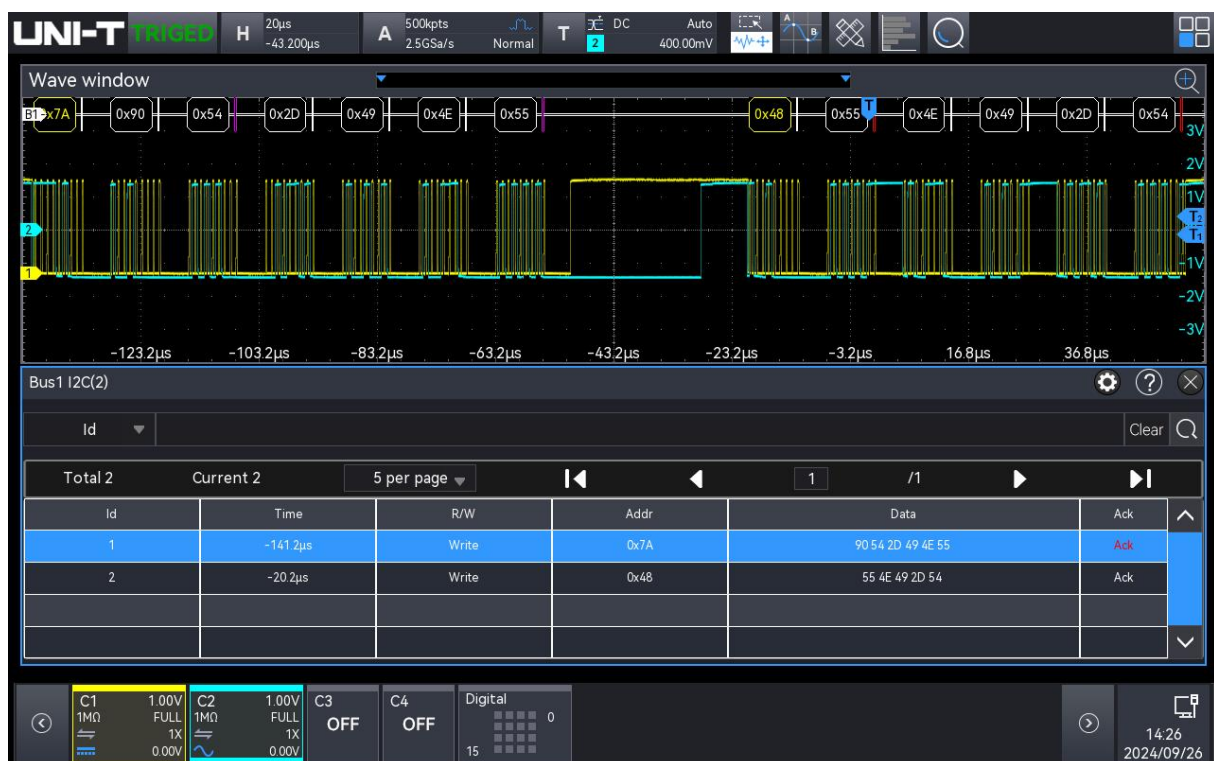 UNI-T TRIGED H 20µs -43.200µs A 500kpts 2.5GSa/s Normal T DC Auto 2 400.00mV A B
Wave window
B1 0x7A 0x90 0x54 0x2D 0x49 0x4E 0x55 0x48 0x55 T 0x4E 0x49 0x2D 0x54
3V
2V
1V
T2
2
T1
1
-1V
-2V
-3V
-123.2µs -103.2µs -83.2µs -63.2µs -43.2µs -23.2µs -3.2µs 16.8µs 36.8µs
Bus1 I2C(2) ?
Id Clear
Total 2 Current 2 5 per page 1 /1
Id Time R/W Addr Data Ack
1 -141.2µs Write 0x7A 90 54 2D 49 4E 55 Ack
2 -20.2µs Write 0x48 55 4E 49 2D 54 Ack
C1 1.00V C2 1.00V C3 C4 Digital
1MΩ FULL 1MΩ FULL OFF OFF 0
1X 1X
0.00V 0.00V 15
14:26
2024/09/26